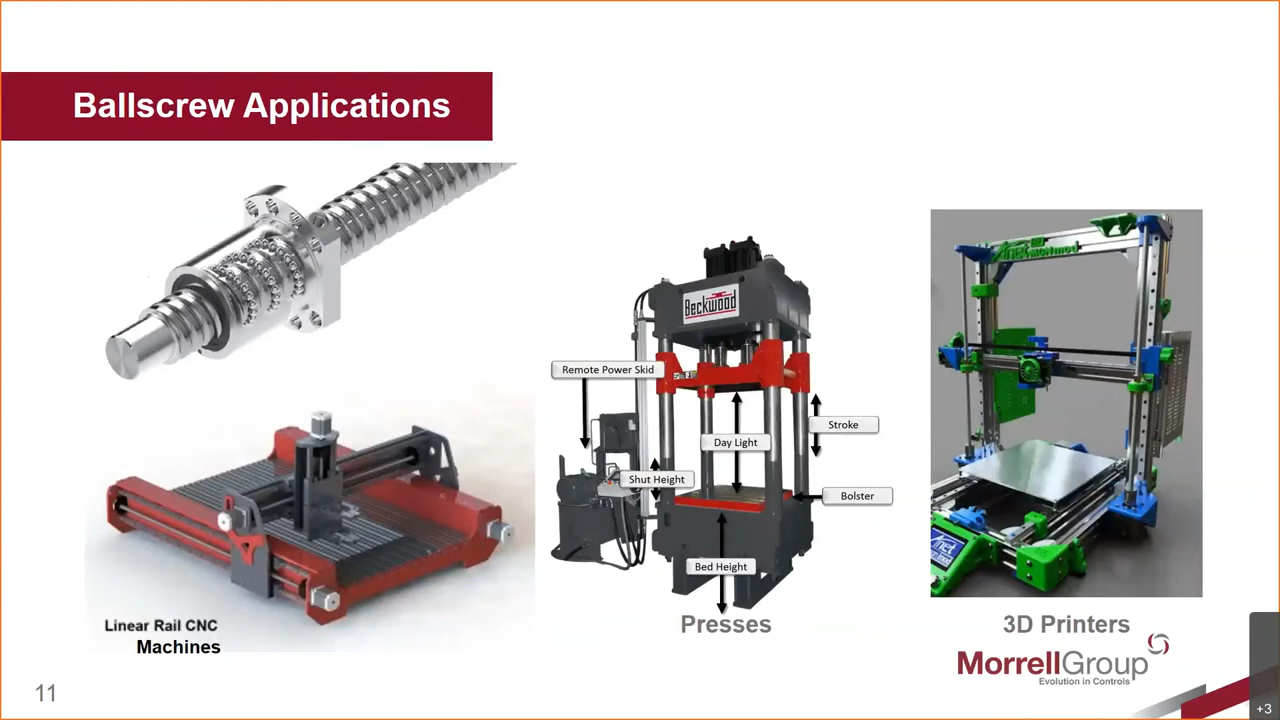 Ballscrew Applications
Beckwood
Remote Power Skid
Stroke
Day Light
Shut Height
Bolster
Bed Height
Linear Rail CNC
Machines
Presses
3D Printers
MorrellGroup
Evolution in Controls
11
+3